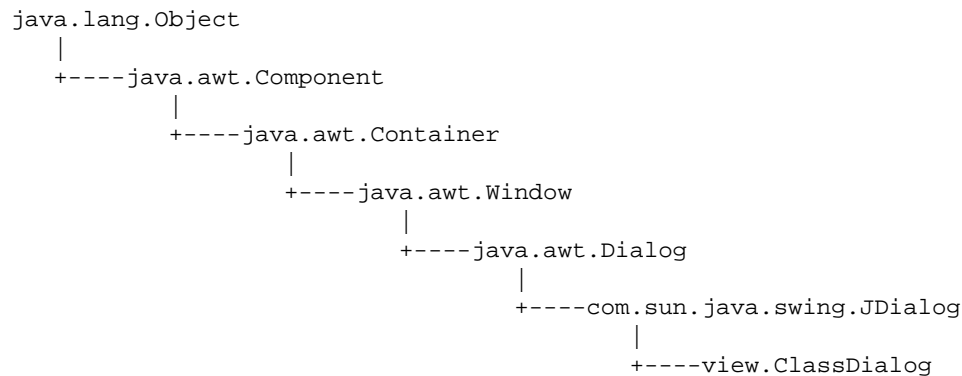 java.lang.Object
   |
   +----java.awt.Component
           |
           +----java.awt.Container
                   |
                   +----java.awt.Window
                           |
                           +----java.awt.Dialog
                                   |
                                   +----com.sun.java.swing.JDialog
                                           |
                                           +----view.ClassDialog